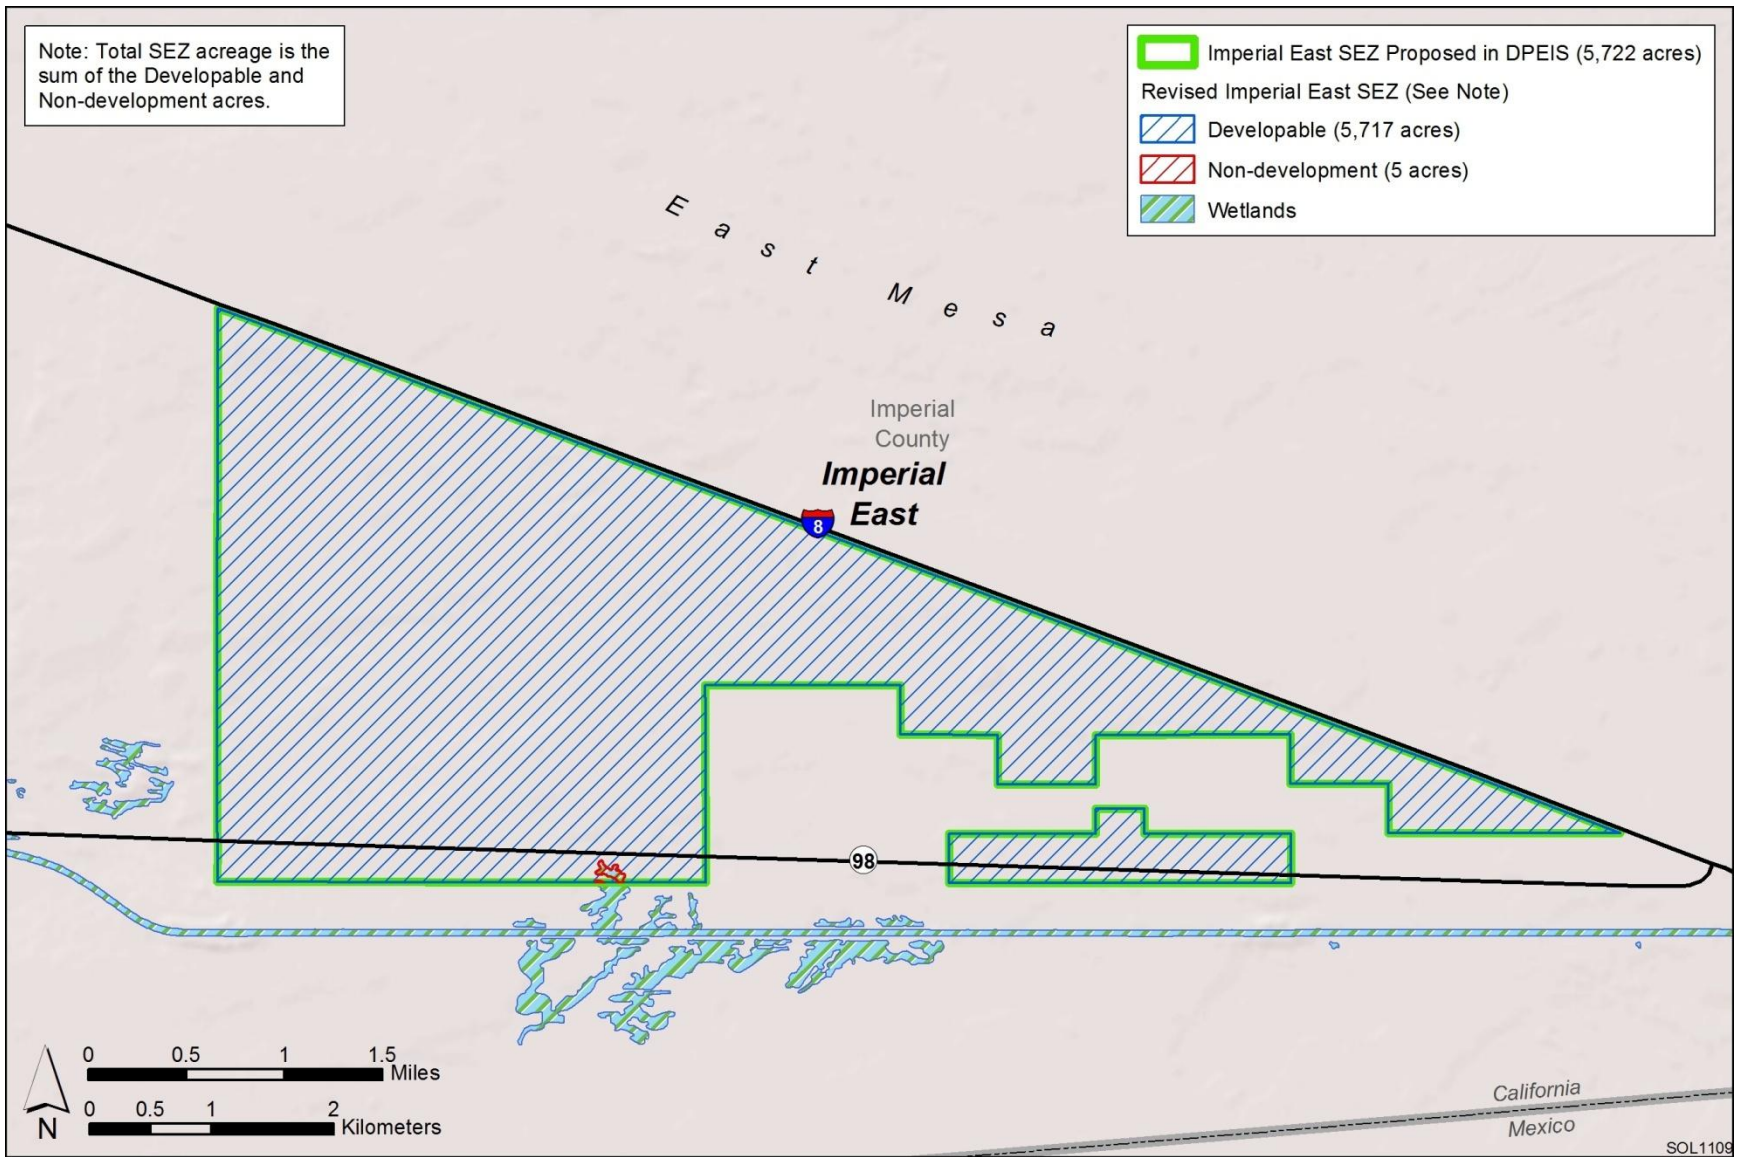 Note: Total SEZ acreage is the
sum of the Developable and
Non-development acres.
Imperial East SEZ Proposed in DPEIS (5,722 acres)
Revised Imperial East SEZ (See Note)
Developable (5,717 acres)
Non-development (5 acres)
Wetlands
East Mesa
Imperial
County
Imperial
East
8
98
0 0.5 1 1.5
Miles
0 0.5 1 2
Kilometers
N
California
Mexico
SOL1109